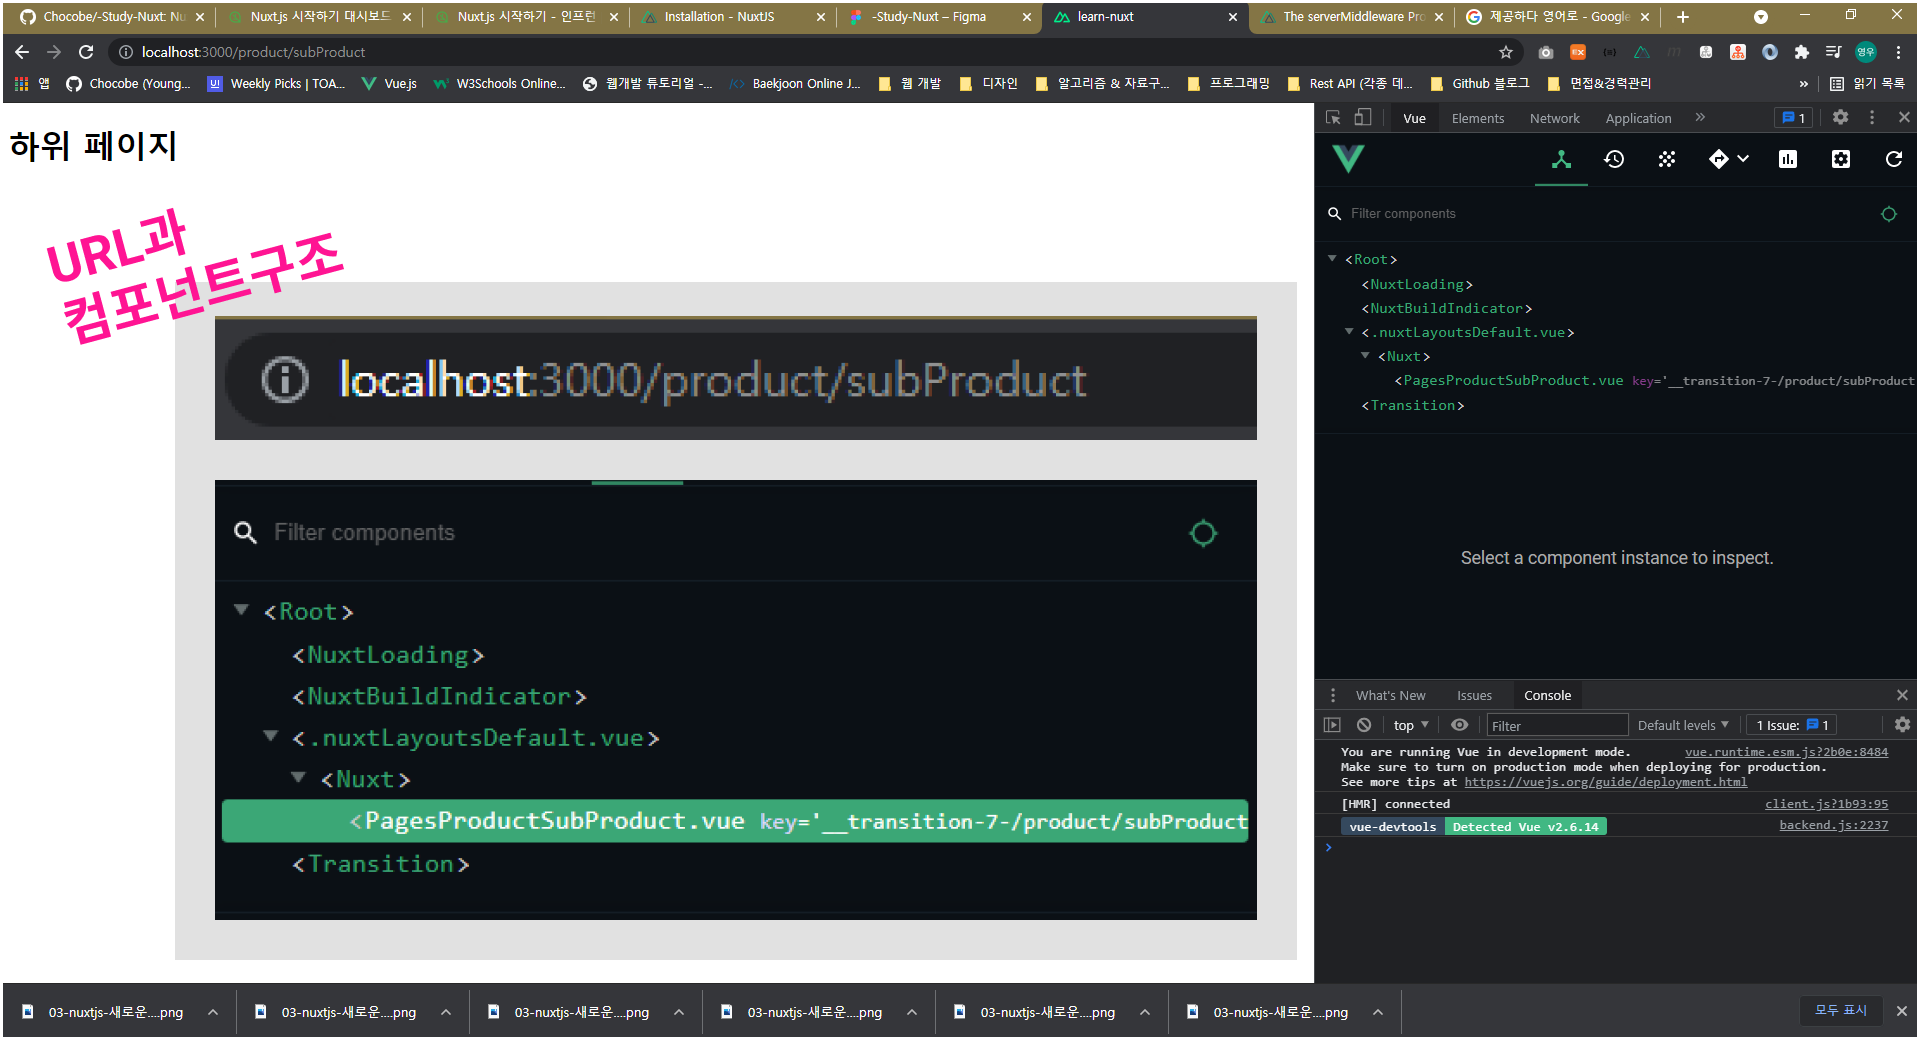 Chocobe/-Study-Nuxt: Nu
Nuxt.js 시작하기 대시보드
Nuxt.js 시작하기 - 인프런
Installation - NuxtJS
-Study-Nuxt – Figma
learn-nuxt
The serverMiddleware Pro
제공하다 영어로 - Google
localhost:3000/product/subProduct
영우
앱
Chocobe (Young...
Weekly Picks | TOA...
Vue.js
W3Schools Online...
웹개발 튜토리얼 -...
Baekjoon Online J...
웹 개발
디자인
알고리즘 & 자료구...
프로그래밍
Rest API (각종 데...
Github 블로그
면접&경력관리
»
읽기 목록
하위 페이지
URL과
컴포넌트구조
localhost:3000/product/subProduct
Filter components
<Root>
<NuxtLoading>
<NuxtBuildIndicator>
<.nuxtLayoutsDefault.vue>
<Nuxt>
<PagesProductSubProduct.vue key='__transition-7-/product/subProduct
<Transition>
Vue
Elements
Network
Application
»
1
Filter components
<Root>
<NuxtLoading>
<NuxtBuildIndicator>
<.nuxtLayoutsDefault.vue>
<Nuxt>
<PagesProductSubProduct.vue key='__transition-7-/product/subProduct
<Transition>
Select a component instance to inspect.
What's New
Issues
Console
top
Filter
Default levels
1 Issue: 1
You are running Vue in development mode. vue.runtime.esm.js?2b0e:8484
Make sure to turn on production mode when deploying for production.
See more tips at https://vuejs.org/guide/deployment.html
[HMR] connected client.js?1b93:95
vue-devtools Detected Vue v2.6.14 backend.js:2237
03-nuxtjs-새로운....png
03-nuxtjs-새로운....png
03-nuxtjs-새로운....png
03-nuxtjs-새로운....png
03-nuxtjs-새로운....png
03-nuxtjs-새로운....png
모두 표시